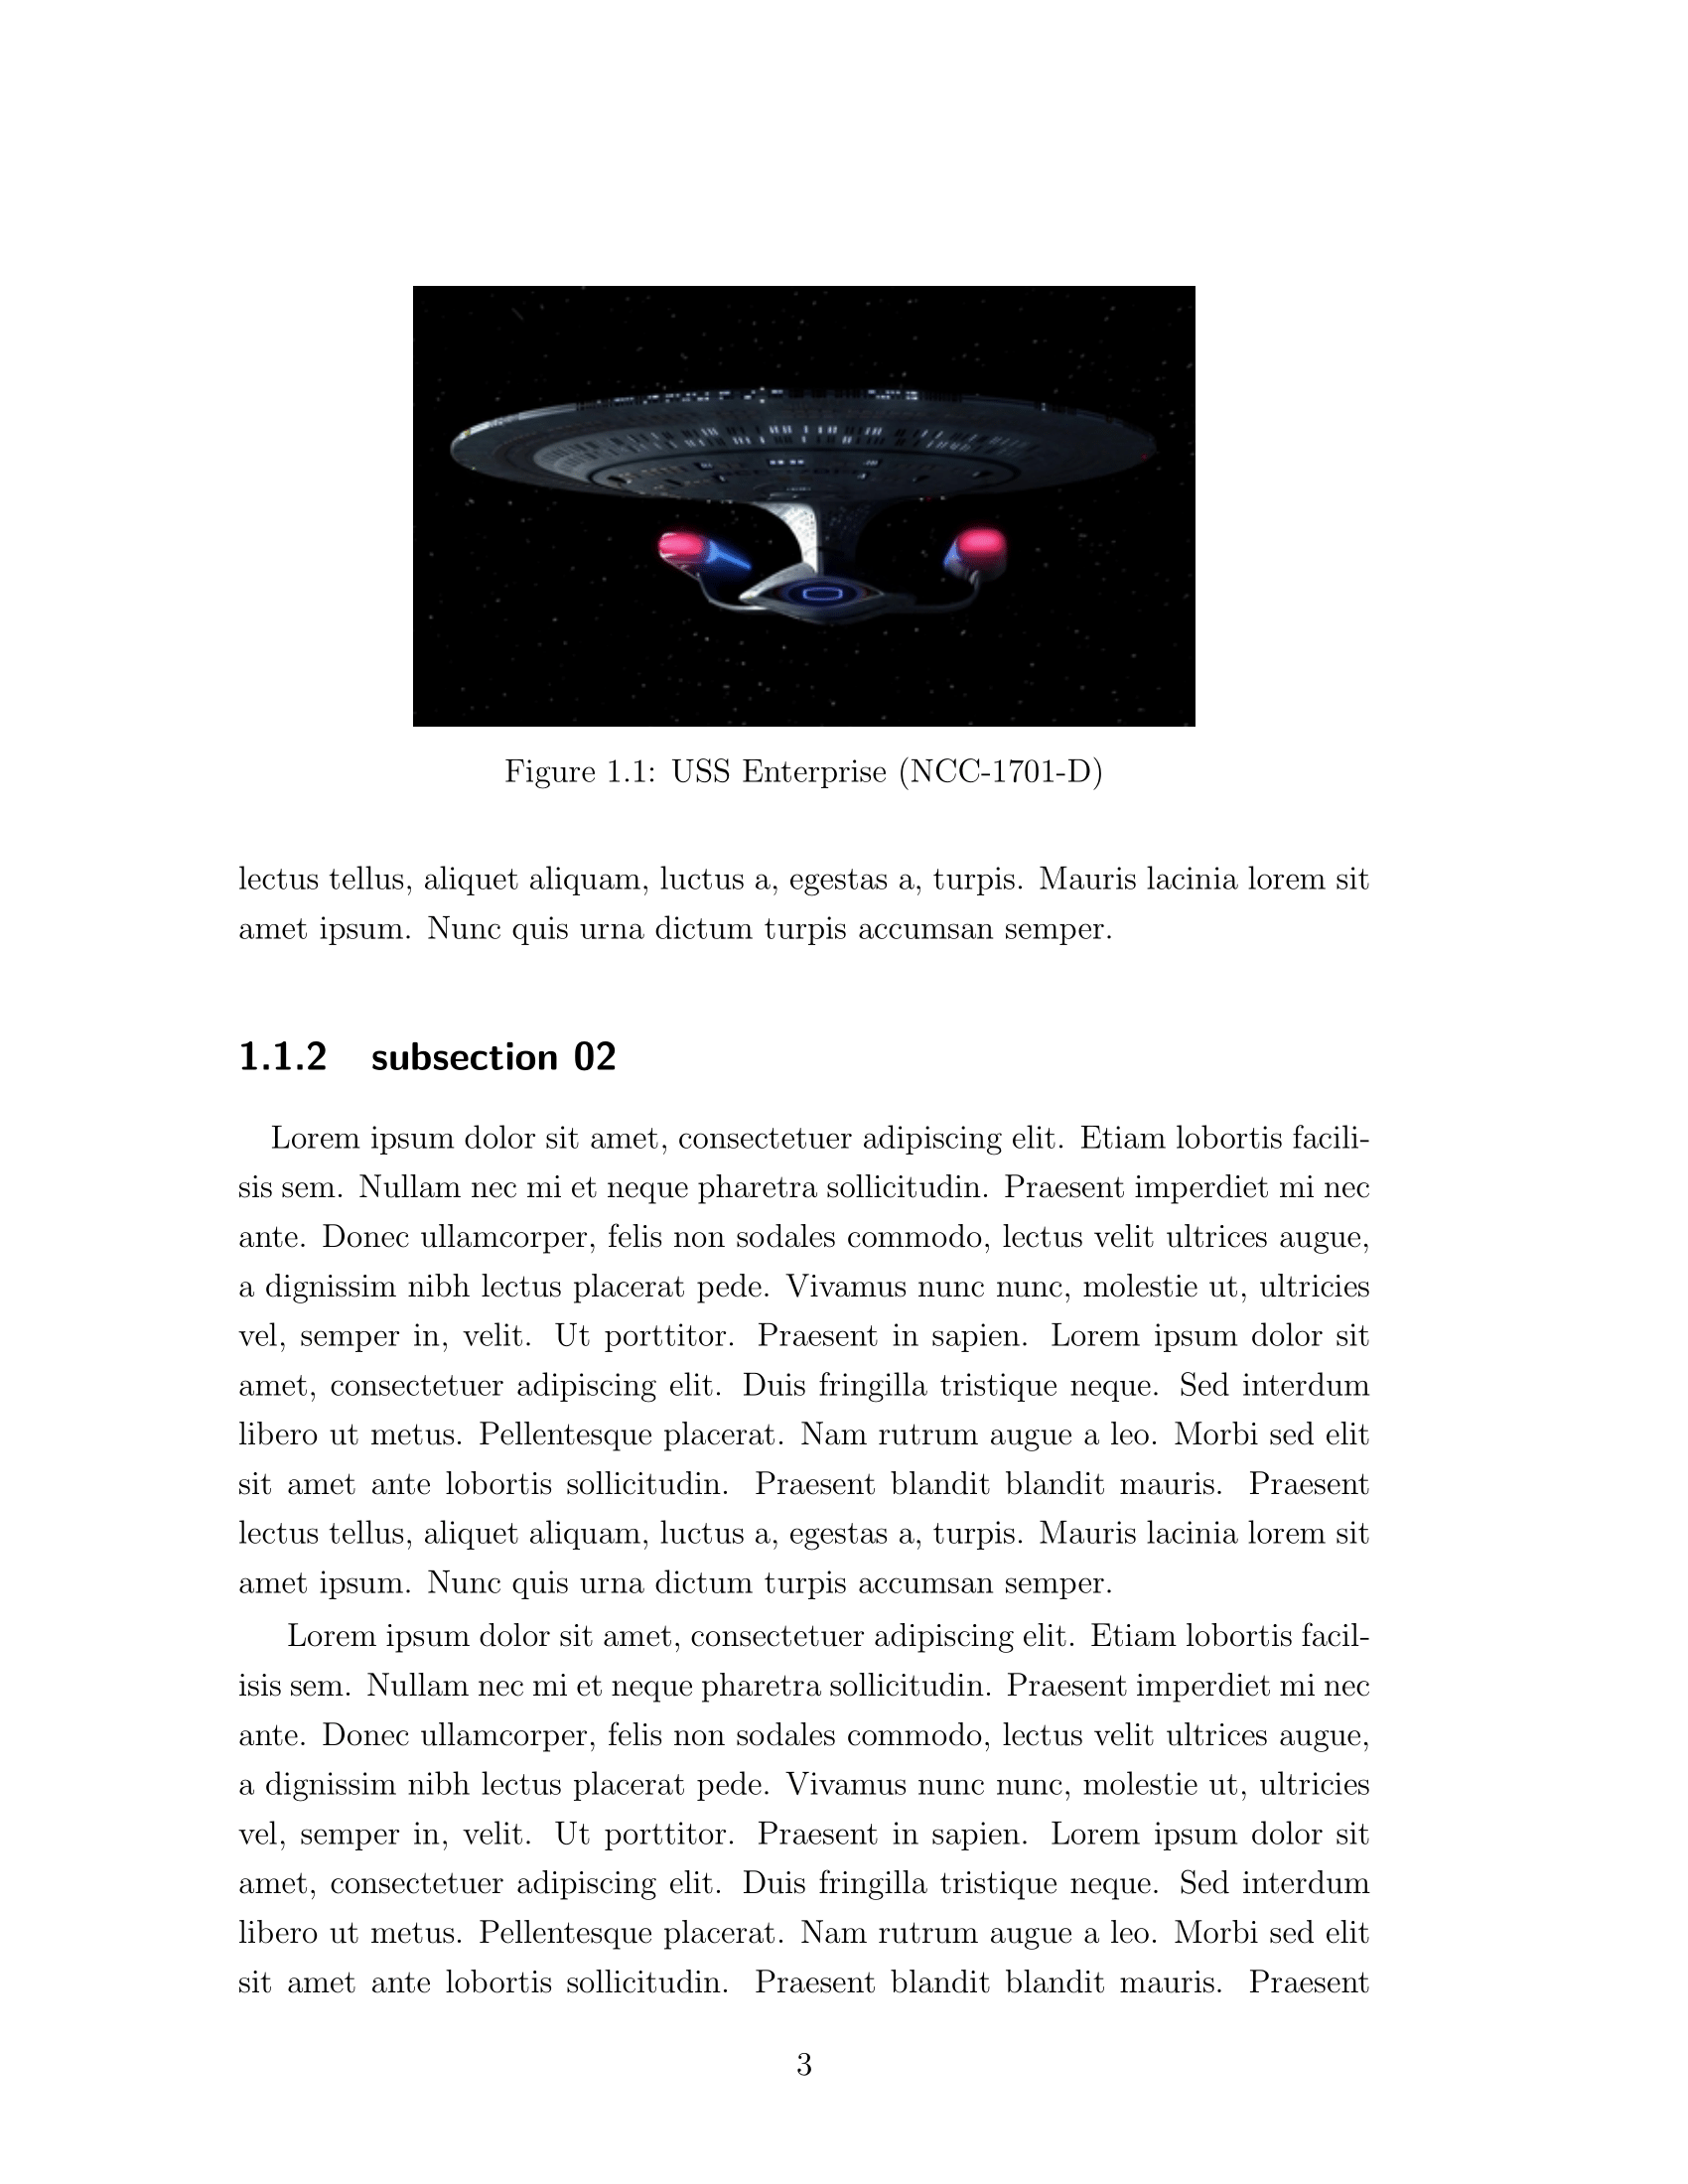 Figure 1.1: USS Enterprise (NCC-1701-D)
lectus tellus, aliquet aliquam, luctus a, egestas a, turpis. Mauris lacinia lorem sit
amet ipsum. Nunc quis urna dictum turpis accumsan semper.
1.1.2 subsection 02
Lorem ipsum dolor sit amet, consectetuer adipiscing elit. Etiam lobortis facili-
sis sem. Nullam nec mi et neque pharetra sollicitudin. Praesent imperdiet mi nec
ante. Donec ullamcorper, felis non sodales commodo, lectus velit ultrices augue,
a dignissim nibh lectus placerat pede. Vivamus nunc nunc, molestie ut, ultricies
vel, semper in, velit. Ut porttitor. Praesent in sapien. Lorem ipsum dolor sit
amet, consectetuer adipiscing elit. Duis fringilla tristique neque. Sed interdum
libero ut metus. Pellentesque placerat. Nam rutrum augue a leo. Morbi sed elit
sit amet ante lobortis sollicitudin. Praesent blandit blandit mauris. Praesent
lectus tellus, aliquet aliquam, luctus a, egestas a, turpis. Mauris lacinia lorem sit
amet ipsum. Nunc quis urna dictum turpis accumsan semper.
Lorem ipsum dolor sit amet, consectetuer adipiscing elit. Etiam lobortis facil-
isis sem. Nullam nec mi et neque pharetra sollicitudin. Praesent imperdiet mi nec
ante. Donec ullamcorper, felis non sodales commodo, lectus velit ultrices augue,
a dignissim nibh lectus placerat pede. Vivamus nunc nunc, molestie ut, ultricies
vel, semper in, velit. Ut porttitor. Praesent in sapien. Lorem ipsum dolor sit
amet, consectetuer adipiscing elit. Duis fringilla tristique neque. Sed interdum
libero ut metus. Pellentesque placerat. Nam rutrum augue a leo. Morbi sed elit
sit amet ante lobortis sollicitudin. Praesent blandit blandit mauris. Praesent
3